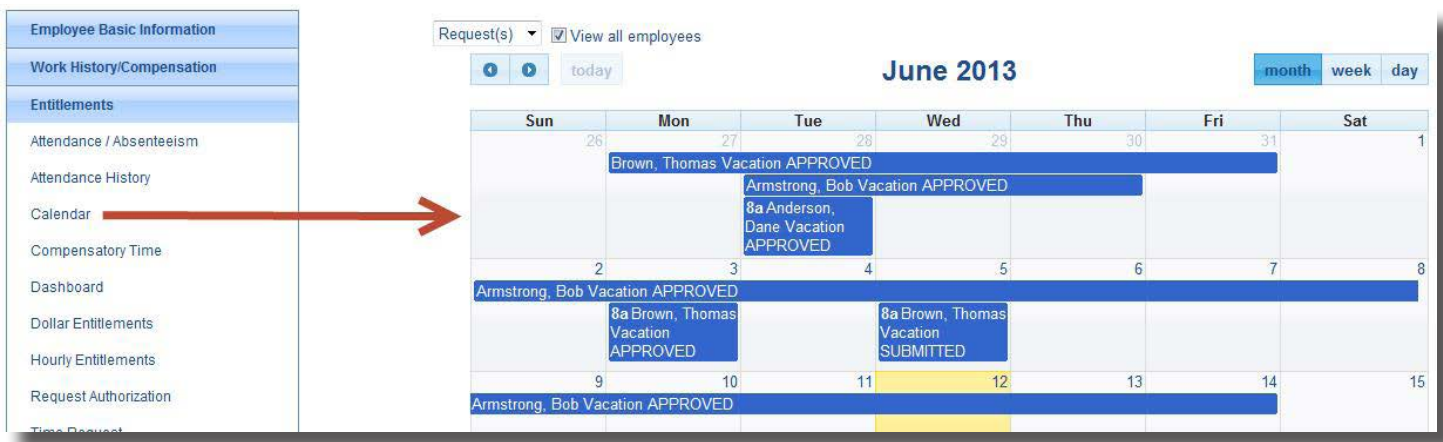 Employee Basic Information
Work History/Compensation
Entitlements
Attendance / Absenteeism
Attendance History
Calendar
Compensatory Time
Dashboard
Dollar Entitlements
Hourly Entitlements
Request Authorization
Time Request
Request(s) View all employees
today June 2013 month week day
Sun Mon Tue Wed Thu Fri Sat
26 27 28 29 30 31 1
Brown, Thomas Vacation APPROVED
Armstrong, Bob Vacation APPROVED
8a Anderson,
Dane Vacation
APPROVED
2 3 4 5 6 7 8
Armstrong, Bob Vacation APPROVED
8a Brown, Thomas
Vacation
APPROVED
8a Brown, Thomas
Vacation
SUBMITTED
9 10 11 12 13 14 15
Armstrong, Bob Vacation APPROVED